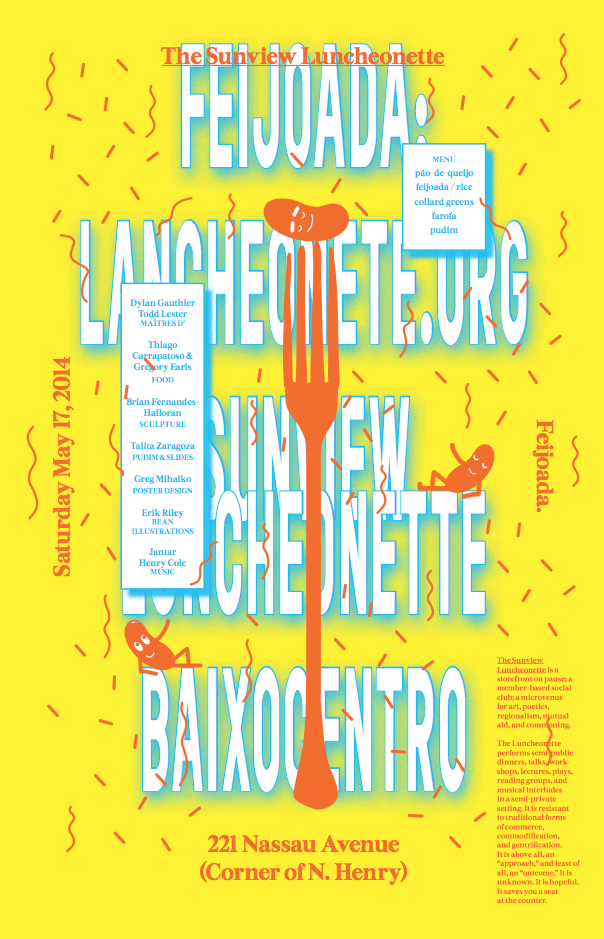 The Sunview Luncheonette
FEIJOADA:
MENU
pão-de-queijo
feijoada / rice
collard greens
farofa
pudim
LANCHEONETE.ORG
Dylan Gauthier
Todd Lester
MAÎTRES D'
Thiago
Carrapatoso &
Gregory Earls
FOOD
Brian Fernandes-
Halloran
SCULPTURE
Talita Zaragoza
PUDIM & SLIDES
Greg Mihalko
POSTER DESIGN
Erik Riley
BEAN
ILLUSTRATIONS
Jantar
Henry Cole
MUSIC
Saturday May 17, 2014
SUNVIEW
LUNCHEONETTE
Feijoada.
BAIXOCENTRO
221 Nassau Avenue
(Corner of N. Henry)
The Sunview
Luncheonette is a
storefront on pause; a
member-based social
club; a microvenue
for art, poetics,
regionalism, mutual
aid, and commoning.
The Luncheonette
performs semi-public
dinners, talks, work-
shops, lectures, plays,
reading groups, and
musical interludes
in a semi-private
setting. It is resistant
to traditional forms
of commerce,
commodification,
and gentrification.
It is above all, an
“approach,” and least of
all, an “outcome.” It is
unknown. It is hopeful.
It saves you a seat
at the counter.